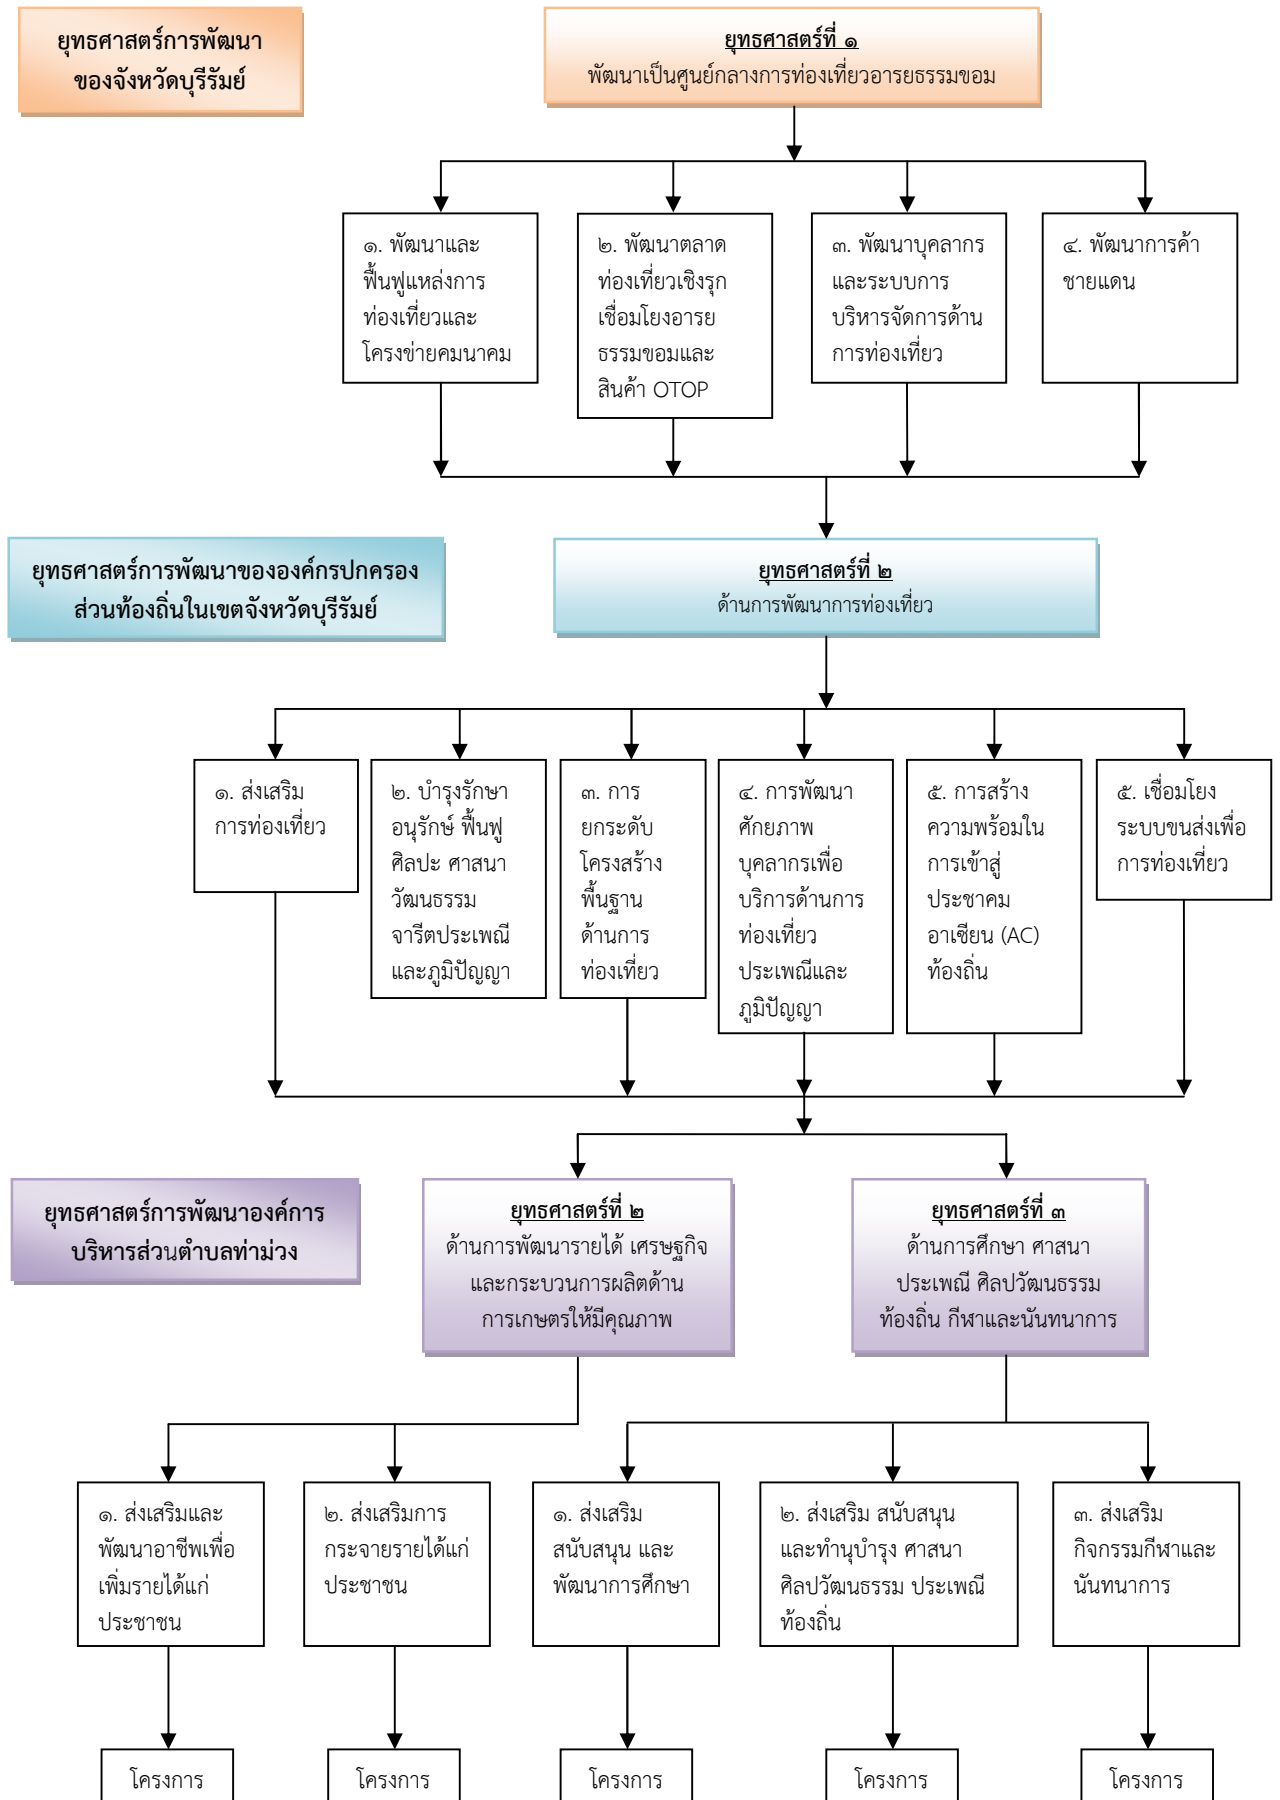 ยุทธศาสตร์การพัฒนา
ของจังหวัดบุรีรัมย์
ยุทธศาสตร์ที่ ๑
พัฒนาเป็นศูนย์กลางการท่องเที่ยวอารยธรรมขอม
๑. พัฒนาและ
ฟื้นฟูแหล่งการ
ท่องเที่ยวและ
โครงข่ายคมนาคม
๒. พัฒนาตลาด
ท่องเที่ยวเชิงรุก
เชื่อมโยงอารย
ธรรมขอมและ
สินค้า OTOP
๓. พัฒนาบุคลากร
และระบบการ
บริหารจัดการด้าน
การท่องเที่ยว
๔. พัฒนาการค้า
ชายแดน
ยุทธศาสตร์การพัฒนาขององค์กรปกครอง
ส่วนท้องถิ่นในเขตจังหวัดบุรีรัมย์
ยุทธศาสตร์ที่ ๒
ด้านการพัฒนาการท่องเที่ยว
๑. ส่งเสริม
การท่องเที่ยว
๒. บำรุงรักษา
อนุรักษ์ ฟื้นฟู
ศิลปะ ศาสนา
วัฒนธรรม
จารีตประเพณี
และภูมิปัญญา
๓. การ
ยกระดับ
โครงสร้าง
พื้นฐาน
ด้านการ
ท่องเที่ยว
๔. การพัฒนา
ศักยภาพ
บุคลากรเพื่อ
บริการด้านการ
ท่องเที่ยว
ประเพณีและ
ภูมิปัญญา
๕. การสร้าง
ความพร้อมใน
การเข้าสู่
ประชาคม
อาเซียน (AC)
ท้องถิ่น
๕. เชื่อมโยง
ระบบขนส่งเพื่อ
การท่องเที่ยว
ยุทธศาสตร์การพัฒนาองค์การ
บริหารส่วนตำบลท่าม่วง
ยุทธศาสตร์ที่ ๒
ด้านการพัฒนารายได้ เศรษฐกิจ
และกระบวนการผลิตด้าน
การเกษตรให้มีคุณภาพ
ยุทธศาสตร์ที่ ๓
ด้านการศึกษา ศาสนา
ประเพณี ศิลปวัฒนธรรม
ท้องถิ่น กีฬาและนันทนาการ
๑. ส่งเสริมและ
พัฒนาอาชีพเพื่อ
เพิ่มรายได้แก่
ประชาชน
๒. ส่งเสริมการ
กระจายรายได้แก่
ประชาชน
๑. ส่งเสริม
สนับสนุน และ
พัฒนาการศึกษา
๒. ส่งเสริม สนับสนุน
และทำนุบำรุง ศาสนา
ศิลปวัฒนธรรม ประเพณี
ท้องถิ่น
๓. ส่งเสริม
กิจกรรมกีฬาและ
นันทนาการ
โครงการ
โครงการ
โครงการ
โครงการ
โครงการ